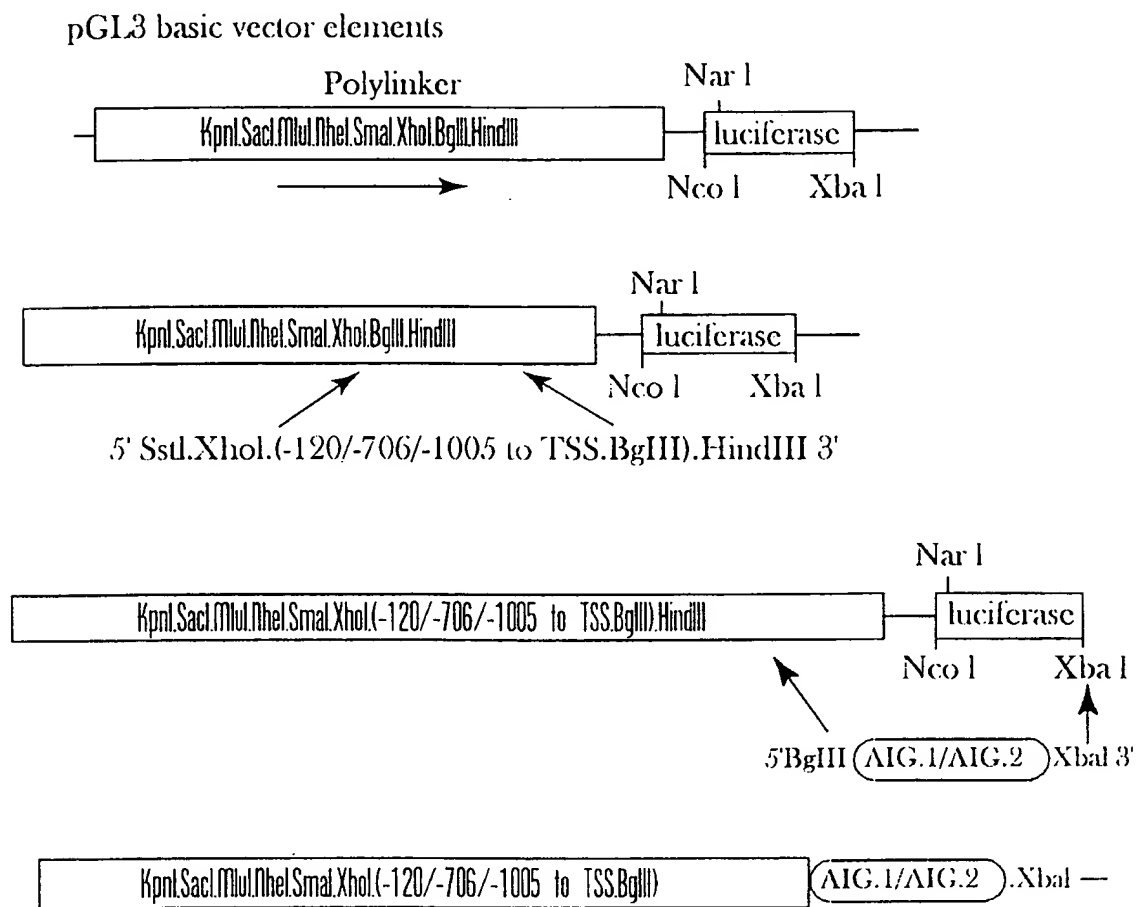 pGL3 basic vector elements
Polylinker
Nar I
KpnI.SacI.MluI.NheI.SmaI.XhoI.BglII.HindIII
luciferase
Nco I
Xba I
Nar I
KpnI.SacI.MluI.NheI.SmaI.XhoI.BglII.HindIII
luciferase
Nco I
Xba I
5' SstI.XhoI.(-120/-706/-1005 to TSS.BgIII).HindIII 3'
Nar I
KpnI.SacI.MluI.NheI.SmaI.XhoI.(-120/-706/-1005 to TSS.BglII).HindIII
luciferase
Nco I
Xba I
5'BgIII AIG.1/AIG.2 XbaI 3'
KpnI.SacI.MluI.NheI.SmaI.XhoI.(-120/-706/-1005 to TSS.BglII) AIG.1/AIG.2 .XbaI —